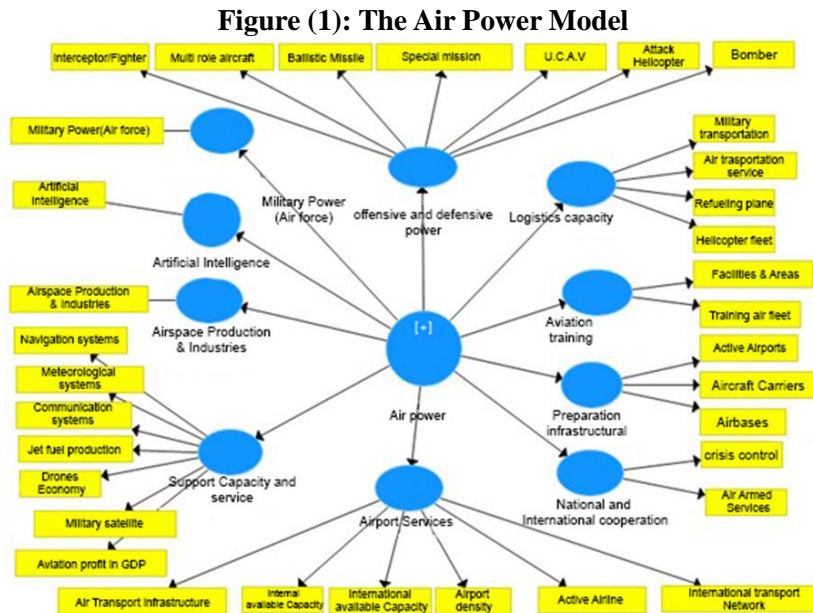 Figure (1): The Air Power Model
Interceptor/Fighter
Multi role aircraft
Ballistic Missile
Special mission
U.C.A.V
Attack
Helicopter
Bomber
Military Power(Air force)
Military Power
(Air force)
offensive and defensive
power
Logistics capacity
Military
transportation
Air trasportation
service
Refueling plane
Helicopter fleet
Artificial
Intelligence
Artificial Intelligence
Airspace Production
& Industries
Airspace Production
& Industries
[+]
Air power
Aviation
training
Facilities & Areas
Training air fleet
Preparation
infrastructural
Active Airports
Aircraft Carriers
Airbases
Navigation systems
Meteorological
systems
Communication
systems
Jet fuel production
Drones
Economy
Military satellite
Aviation profit in GDP
Support Capacity and
service
Airport Services
National and
International cooperation
crisis control
Air Armed
Services
Air Transport Infrastructure
Internal
available Capacity
International
available Capacity
Airport
density
Active Airline
International transport
Network